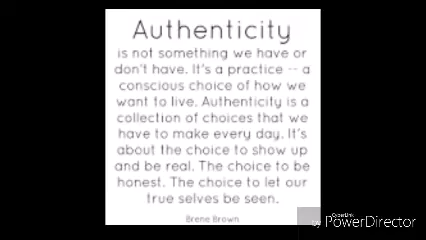 Authenticity
is not something we have or
don't have. It's a practice -- a
conscious choice of how we
want to live. Authenticity is a
collection of choices that we
have to make every day. It's
about the choice to show up
and be real. The choice to be
honest. The choice to let our
true selves be seen.
Brene Brown
CyberLink
by PowerDirector